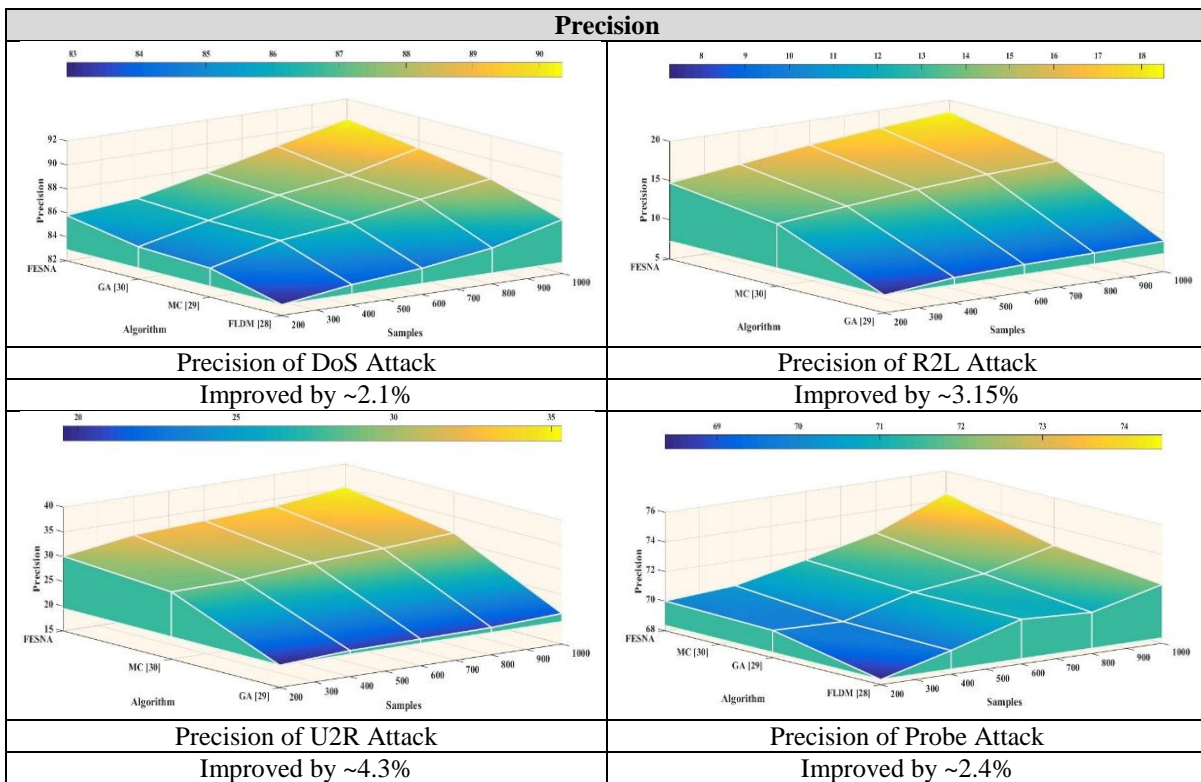 Precision
83 84 85 86 87 88 89 90
92
90
88
86
84
82
Precision
FESNA
GA [30]
MC [29]
FLDM [28]
Algorithm
200 300 400 500 600 700 800 900 1000
Samples
Precision of DoS Attack
Improved by ~2.1%
8 9 10 11 12 13 14 15 16 17 18
20
15
10
5
Precision
FESNA
MC [30]
GA [29]
Algorithm
200 300 400 500 600 700 800 900 1000
Samples
Precision of R2L Attack
Improved by ~3.15%
20 25 30 35
40
35
30
25
20
15
Precision
FESNA
MC [30]
GA [29]
Algorithm
200 300 400 500 600 700 800 900 1000
Samples
Precision of U2R Attack
Improved by ~4.3%
69 70 71 72 73 74
76
74
72
70
68
Precision
FESNA
MC [30]
GA [29]
FLDM [28]
Algorithm
200 300 400 500 600 700 800 900 1000
Samples
Precision of Probe Attack
Improved by ~2.4%